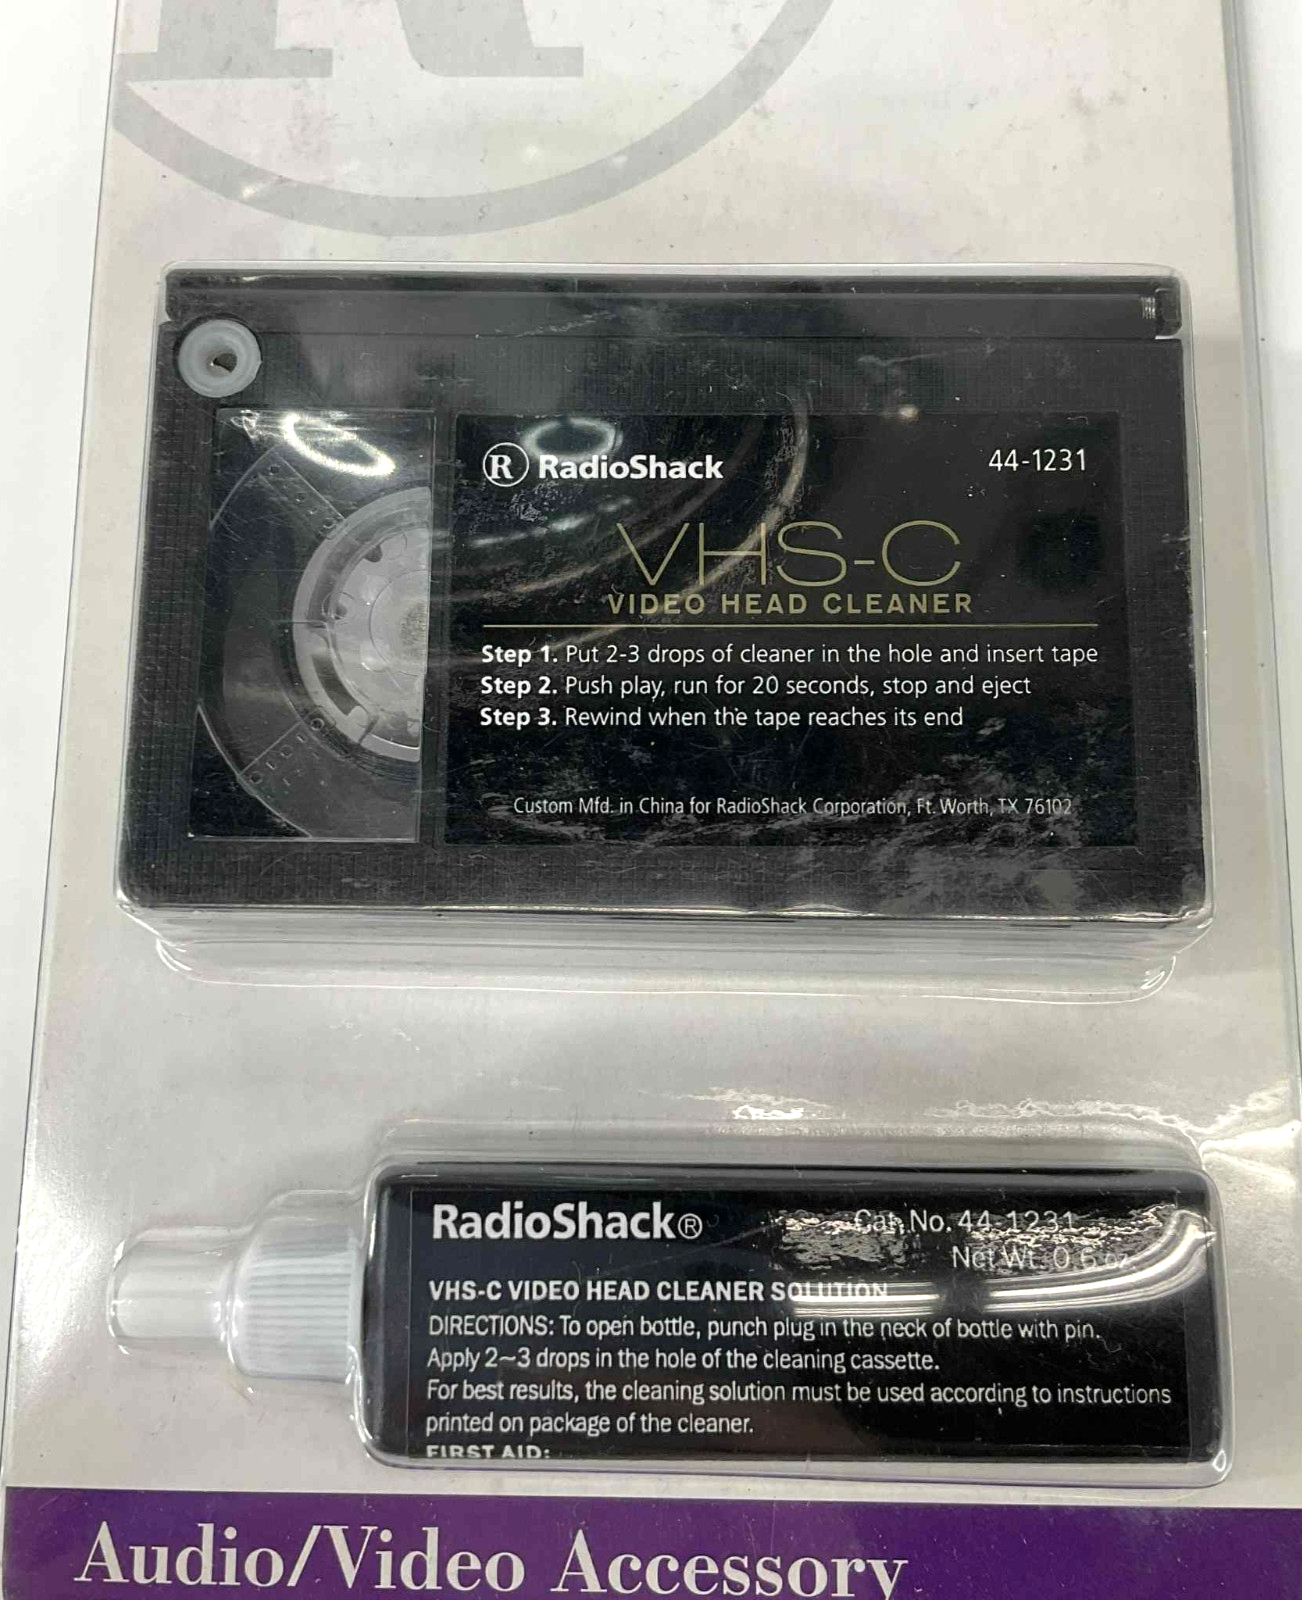 R RadioShack
44-1231
VHS-C
VIDEO HEAD CLEANER
Step 1. Put 2-3 drops of cleaner in the hole and insert tape
Step 2. Push play, run for 20 seconds, stop and eject
Step 3. Rewind when the tape reaches its end
Custom Mfd. in China for RadioShack Corporation, Ft. Worth, TX 76102
RadioShack®
Cat. No. 44-1231
Net Wt. 0.6 oz.
VHS-C VIDEO HEAD CLEANER SOLUTION
DIRECTIONS: To open bottle, punch plug in the neck of bottle with pin.
Apply 2~3 drops in the hole of the cleaning cassette.
For best results, the cleaning solution must be used according to instructions
printed on package of the cleaner.
FIRST AID:
Audio/Video Accessory